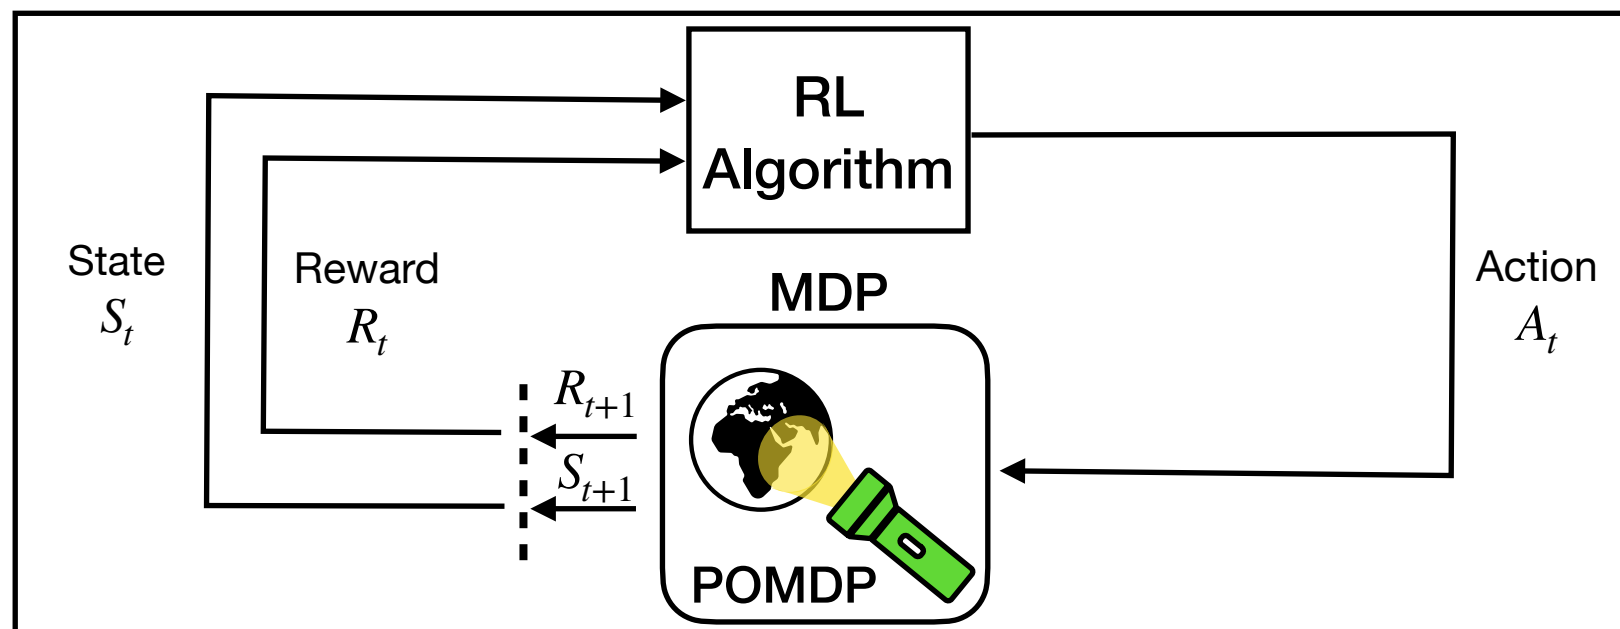 RL
Algorithm
State
S_t
Reward
R_t
MDP
Action
A_t
R_{t+1}
S_{t+1}
POMDP